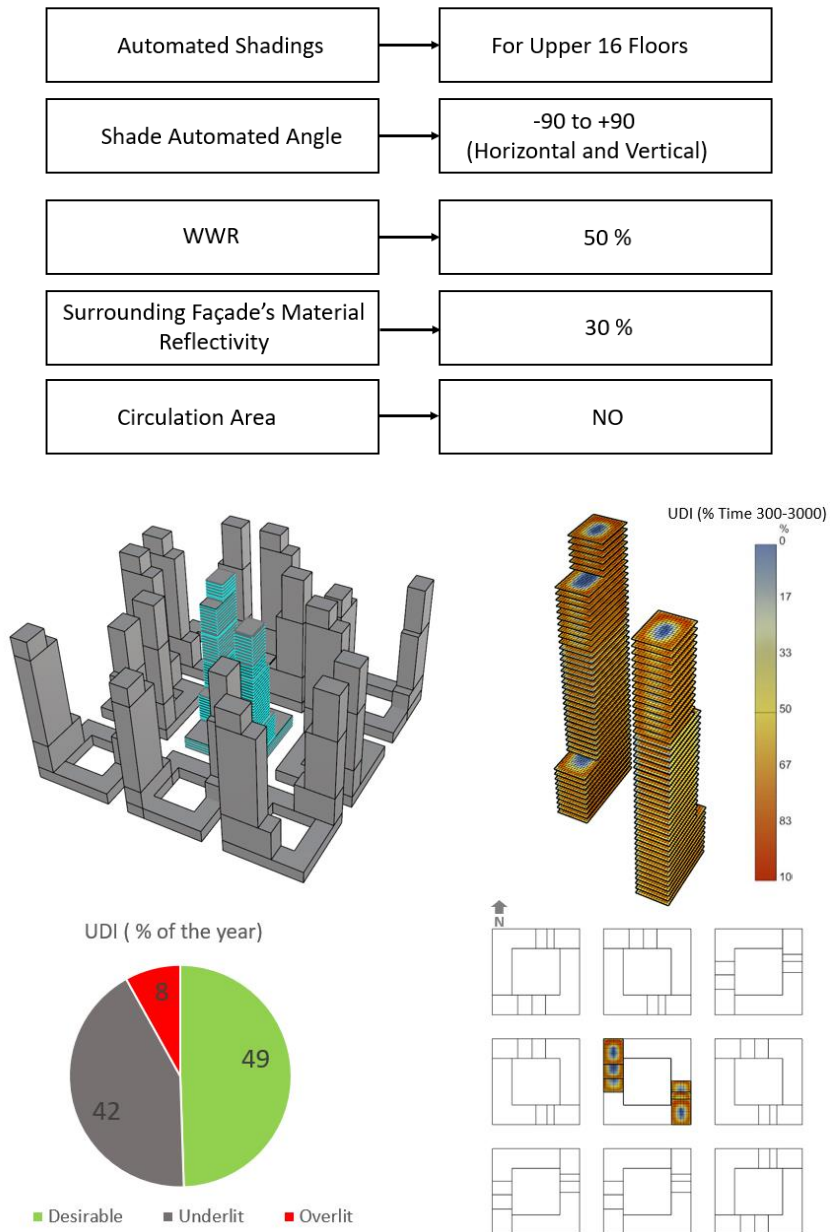 Automated Shadings
For Upper 16 Floors
Shade Automated Angle
-90 to +90
(Horizontal and Vertical)
WWR
50 %
Surrounding Façade's Material
Reflectivity
30 %
Circulation Area
NO
UDI (% Time 300-3000)
%
0
17
33
50
67
83
10
N
UDI ( % of the year)
8
49
42
Desirable
Underlit
Overlit